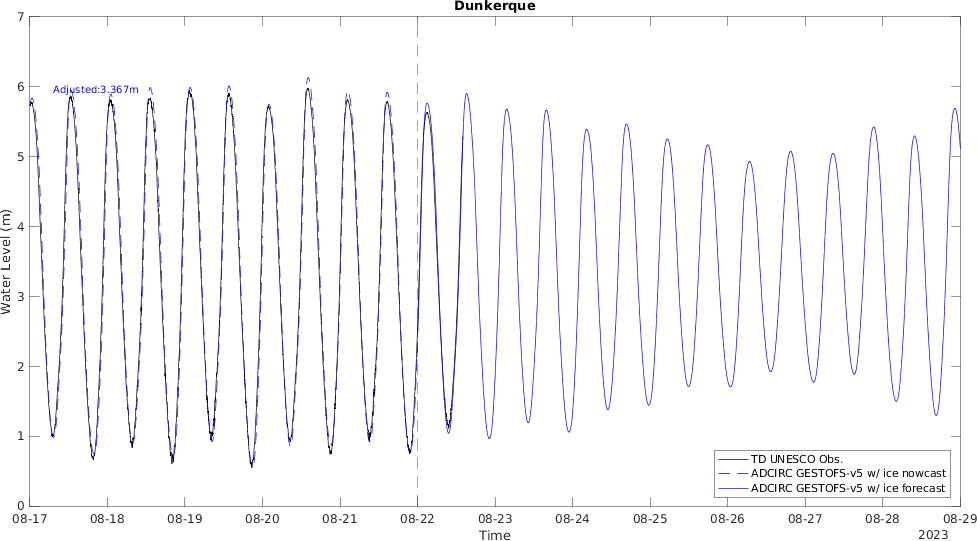 Dunkerque
7
6
5
4
3
2
1
0
Water Level (m)
Adjusted:3.367m
TD UNESCO Obs.
ADCIRC GESTOFS-v5 w/ ice nowcast
ADCIRC GESTOFS-v5 w/ ice forecast
08-17 08-18 08-19 08-20 08-21 08-22 08-23 08-24 08-25 08-26 08-27 08-28 08-29
Time
2023